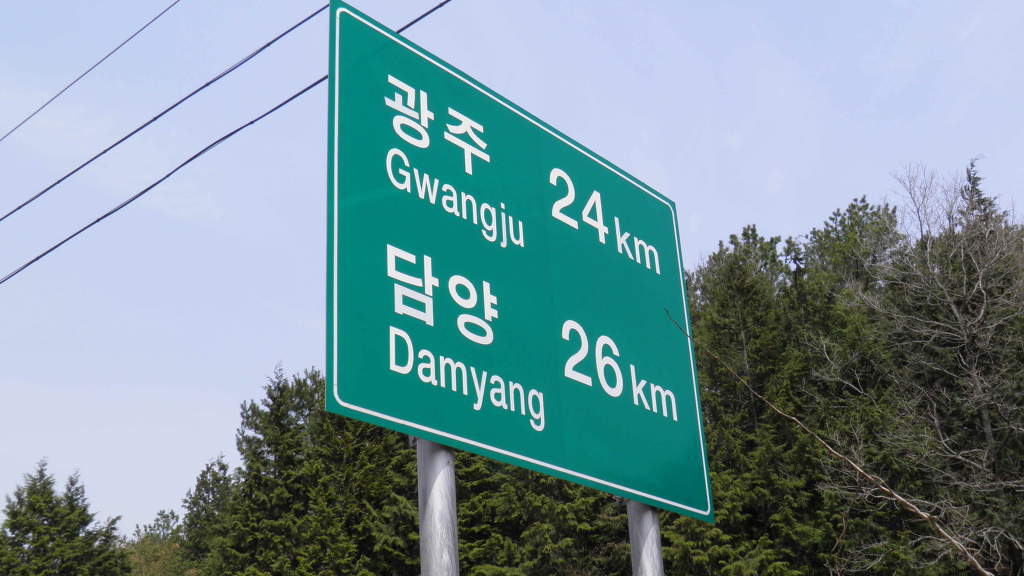 광주
Gwangju 24 km
담양
Damyang 26 km